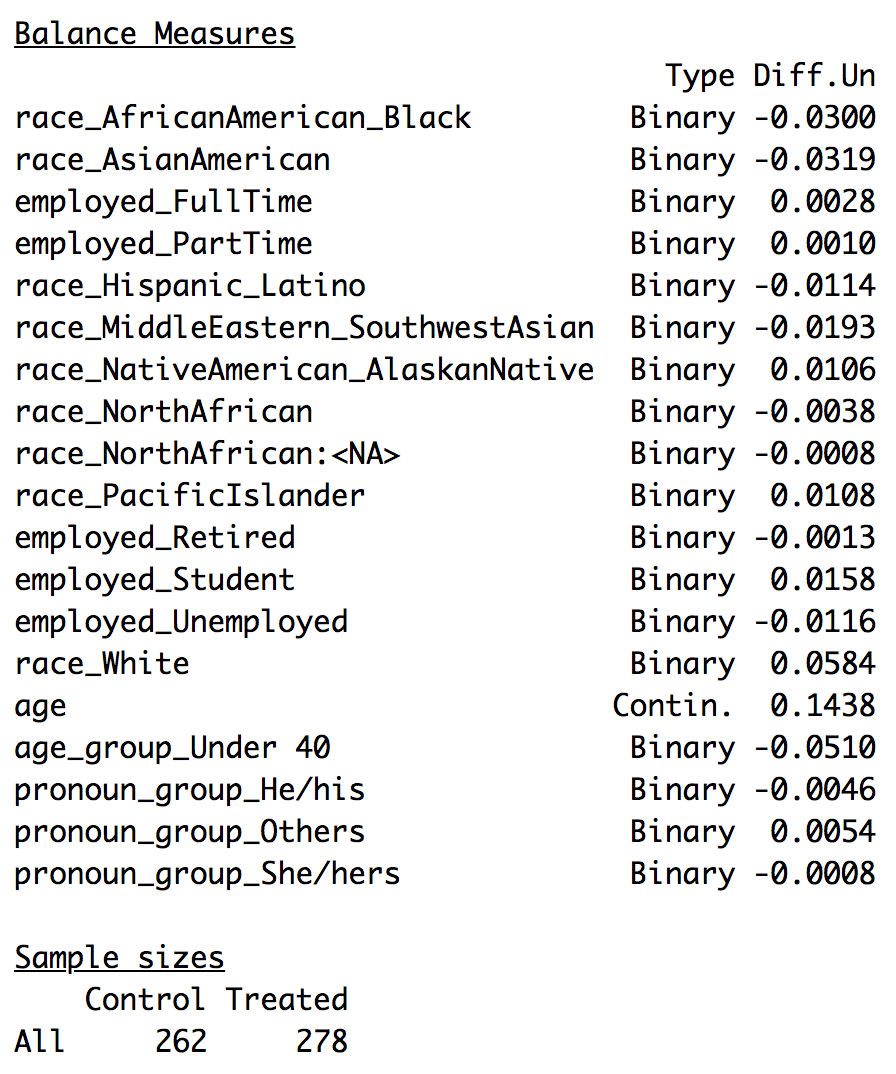 Balance Measures
Type Diff.Un
race_AfricanAmerican_Black Binary -0.0300
race_AsianAmerican Binary -0.0319
employed_FullTime Binary 0.0028
employed_PartTime Binary 0.0010
race_Hispanic_Latino Binary -0.0114
race_MiddleEastern_SouthwestAsian Binary -0.0193
race_NativeAmerican_AlaskanNative Binary 0.0106
race_NorthAfrican Binary -0.0038
race_NorthAfrican:<NA> Binary -0.0008
race_PacificIslander Binary 0.0108
employed_Retired Binary -0.0013
employed_Student Binary 0.0158
employed_Unemployed Binary -0.0116
race_White Binary 0.0584
age Contin. 0.1438
age_group_Under 40 Binary -0.0510
pronoun_group_He/his Binary -0.0046
pronoun_group_Others Binary 0.0054
pronoun_group_She/hers Binary -0.0008
Sample sizes
Control Treated
All 262 278